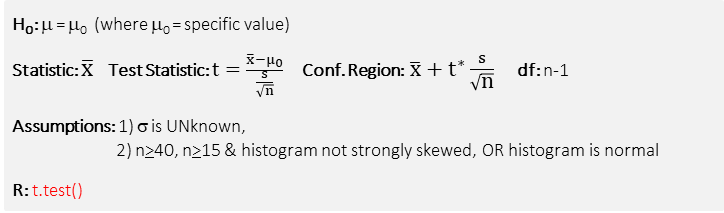 H₀: μ = μ₀ (where μ₀ = specific value)
Statistic: x̄ Test Statistic: t = (x̄−μ₀)/(s/√n) Conf. Region: x̄ + t* s/√n df: n-1
Assumptions: 1) σ is UNknown,
2) n≥40, n≥15 & histogram not strongly skewed, OR histogram is normal
R: t.test()